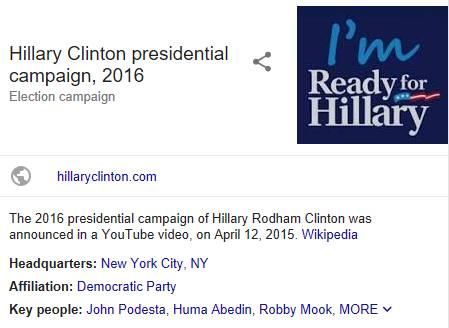 Hillary Clinton presidential
campaign, 2016
Election campaign
I'm
Ready for
Hillary
hillaryclinton.com
The 2016 presidential campaign of Hillary Rodham Clinton was
announced in a YouTube video, on April 12, 2015. Wikipedia
Headquarters: New York City, NY
Affiliation: Democratic Party
Key people: John Podesta, Huma Abedin, Robby Mook, MORE